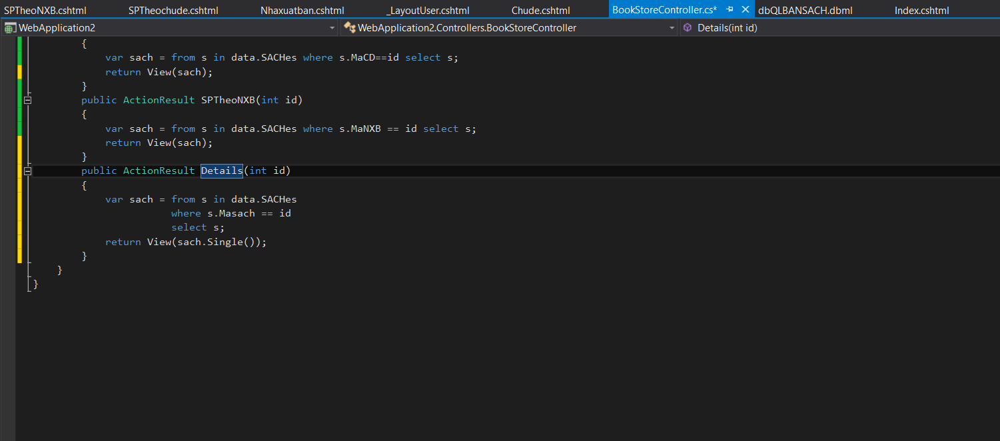 SPTheoNXB.cshtml SPTheochude.cshtml Nhaxuatban.cshtml _LayoutUser.cshtml Chude.cshtml BookStoreController.cs* dbQLBANSACH.dbml Index.cshtml
WebApplication2 WebApplication2.Controllers.BookStoreController Details(int id)
{
var sach = from s in data.SACHes where s.MaCD==id select s;
return View(sach);
}
public ActionResult SPTheoNXB(int id)
{
var sach = from s in data.SACHes where s.MaNXB == id select s;
return View(sach);
}
public ActionResult Details(int id)
{
var sach = from s in data.SACHes
where s.Masach == id
select s;
return View(sach.Single());
}
}
}